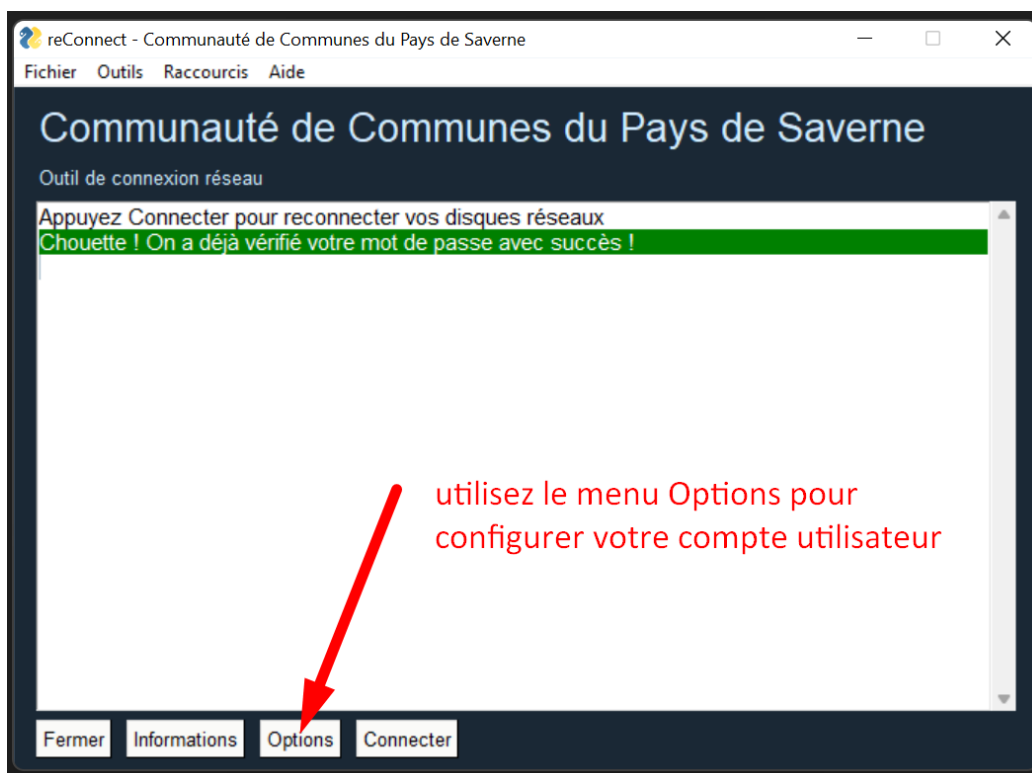 reConnect - Communauté de Communes du Pays de Saverne
Fichier Outils Raccourcis Aide
Communauté de Communes du Pays de Saverne
Outil de connexion réseau
Appuyez Connecter pour reconnecter vos disques réseaux
Chouette ! On a déjà vérifié votre mot de passe avec succès !
utilisez le menu Options pour
configurer votre compte utilisateur
Fermer Informations Options Connecter